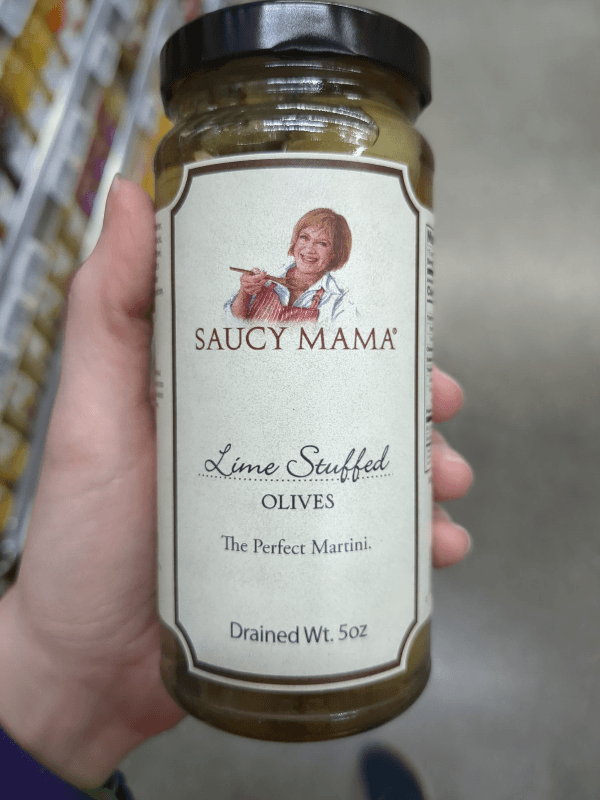 SAUCY MAMA®
Lime Stuffed
OLIVES
The Perfect Martini.
Drained Wt. 5oz